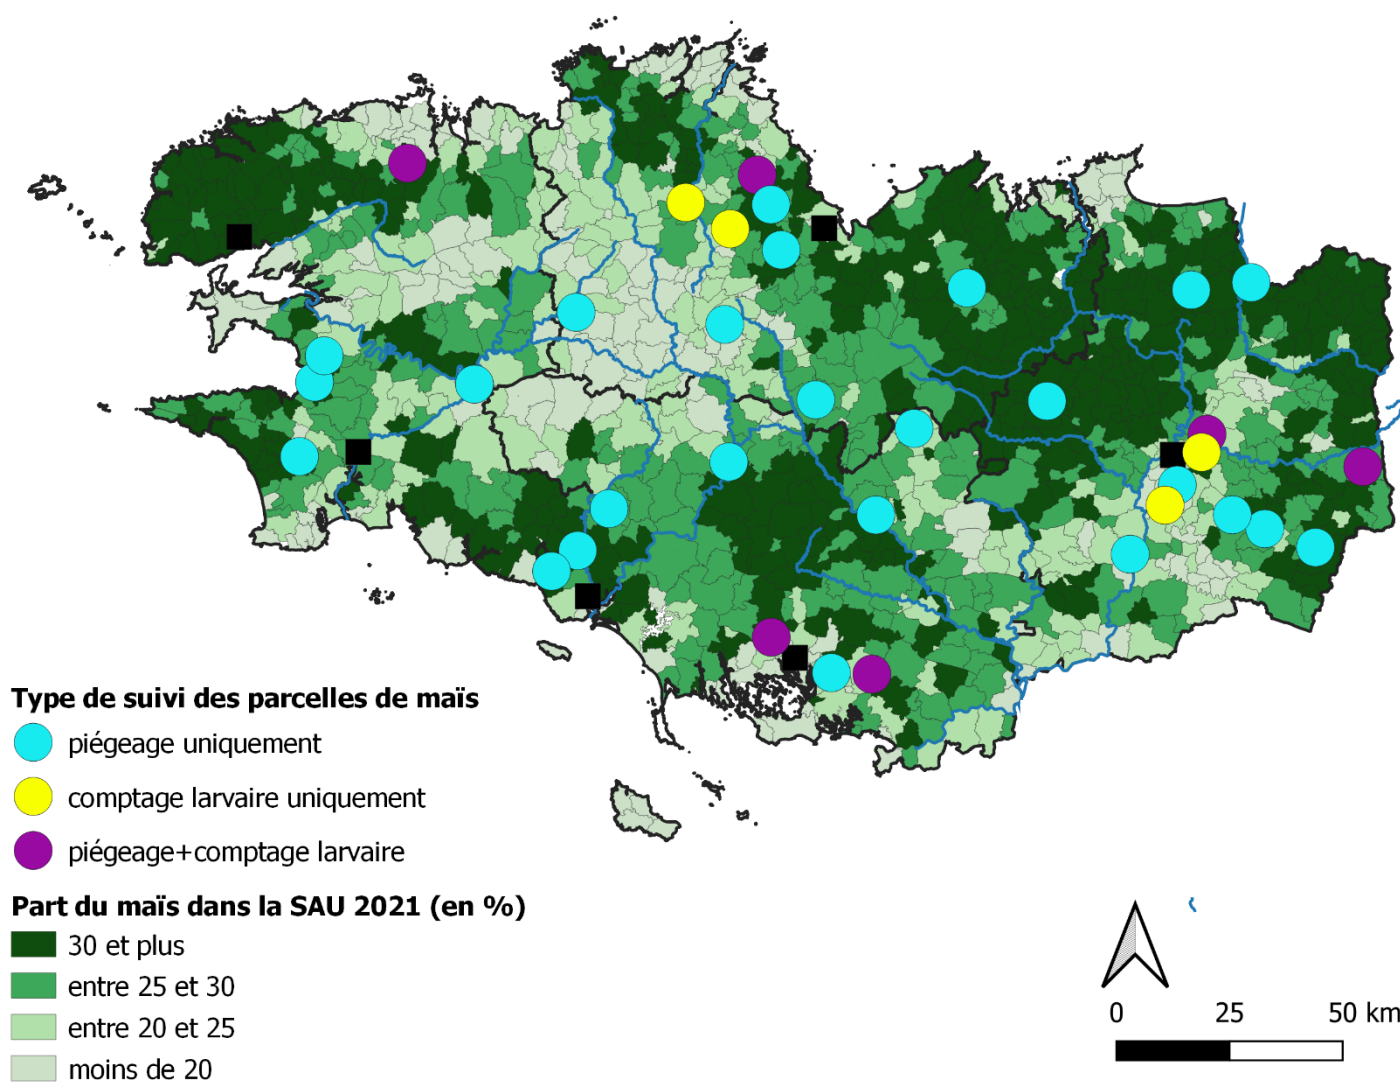 Type de suivi des parcelles de maïs
piégeage uniquement
comptage larvaire uniquement
piégeage+comptage larvaire
Part du maïs dans la SAU 2021 (en %)
30 et plus
entre 25 et 30
entre 20 et 25
moins de 20
0 25 50 km